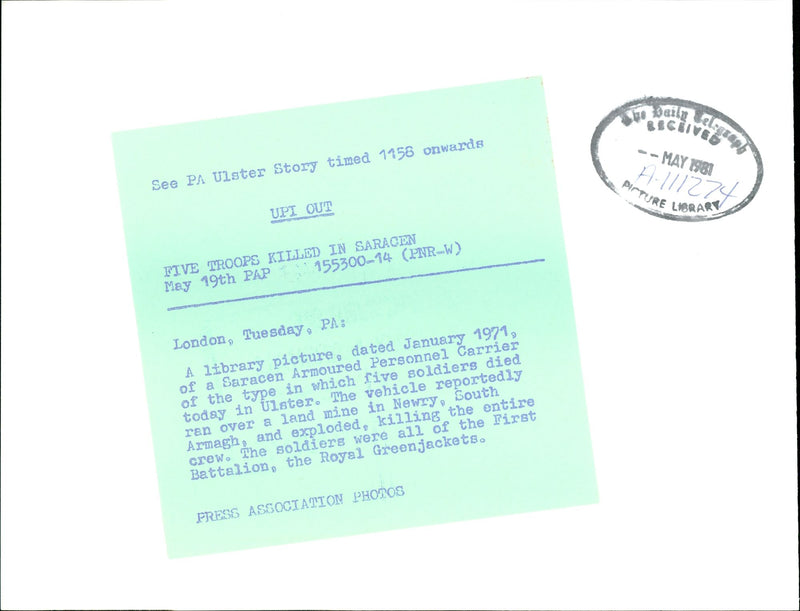 See PA Ulster Story timed 1158 onwards
UPI OUT
FIVE TROOPS KILLED IN SARACEN
May 19th PAP 155300-14 (PNR-W)
London, Tuesday, PA:
A library picture, dated January 1971,
of a Saracen Armoured Personnel Carrier
of the type in which five soldiers died
today in Ulster. The vehicle reportedly
ran over a land mine in Newry, South
Armagh, and exploded, killing the entire
crew. The soldiers were all of the First
Battalion, the Royal Greenjackets.
PRESS ASSOCIATION PHOTOS
The Daily Telegraph
RECEIVED
-- MAY 1981
A-111274
PICTURE LIBRARY